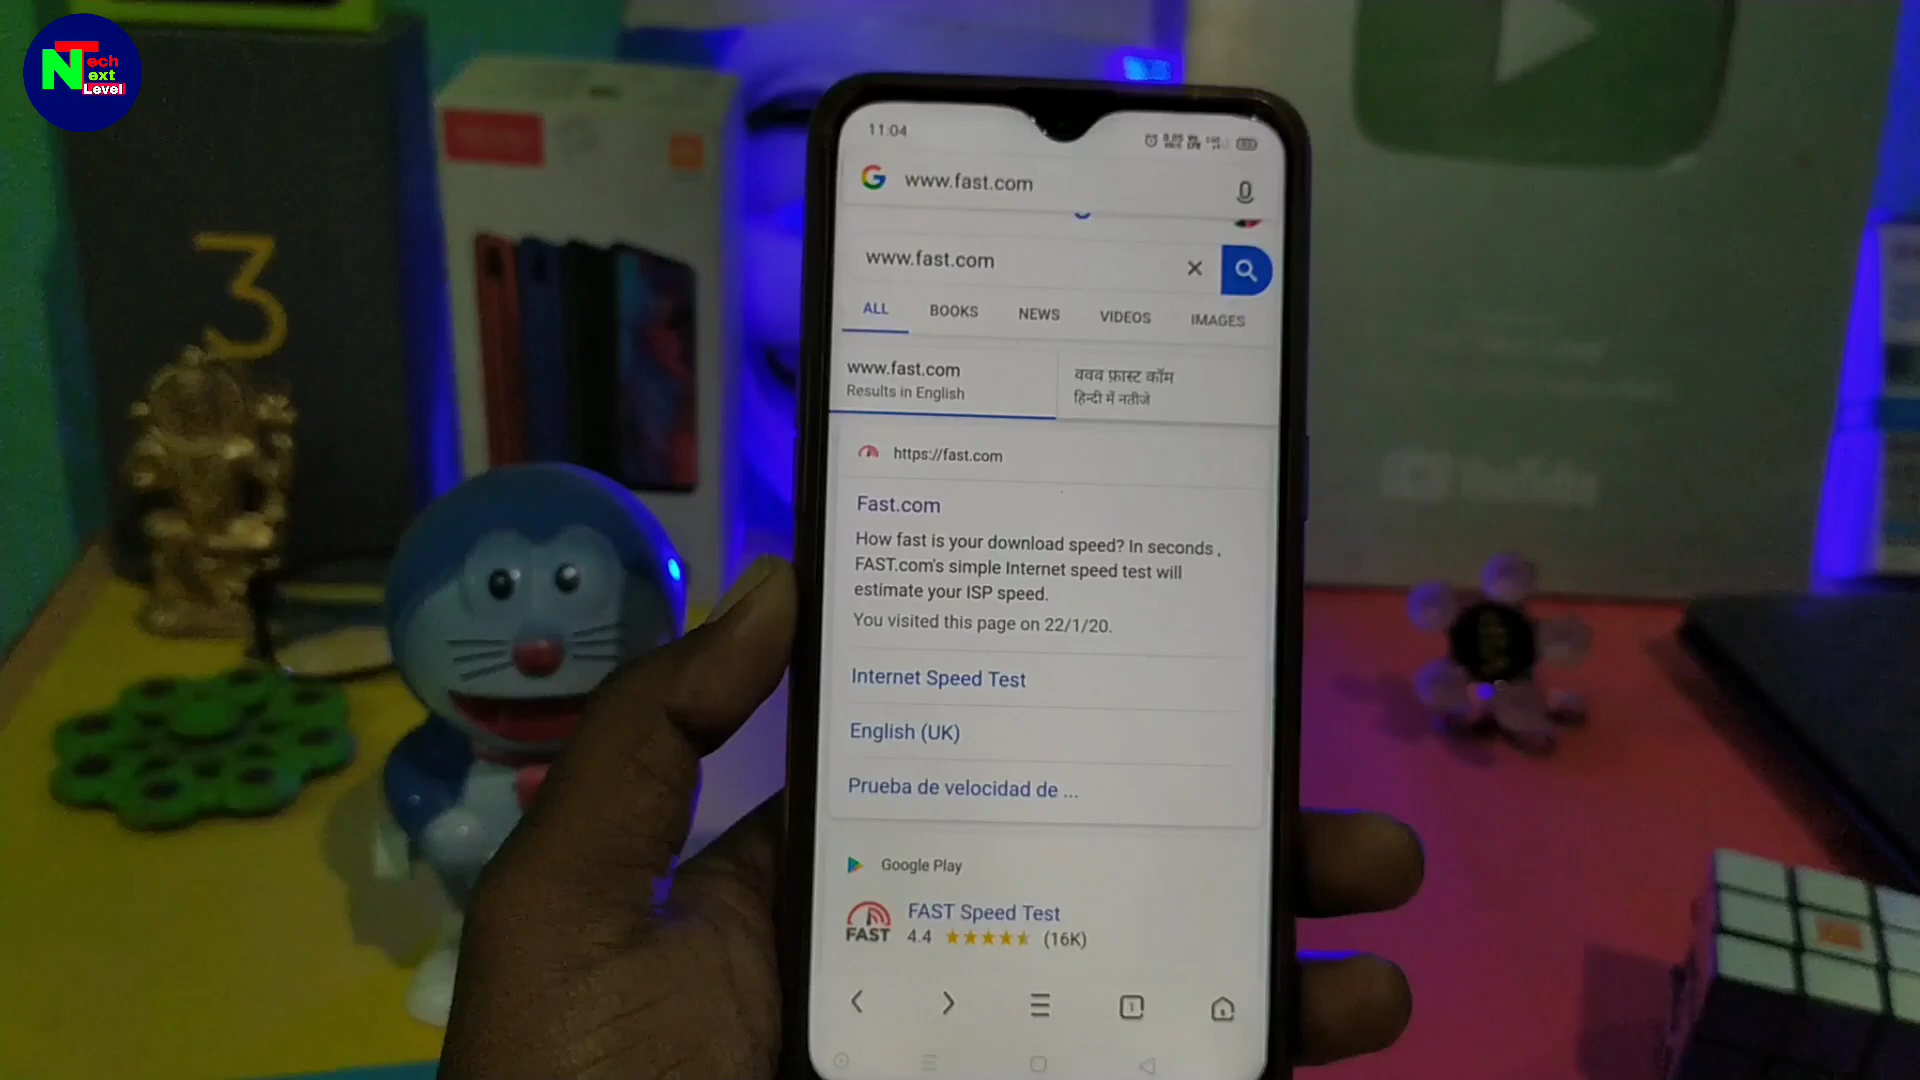 Tech
Next
Level
3
11:04
www.fast.com
www.fast.com
ALL BOOKS NEWS VIDEOS IMAGES
www.fast.com
Results in English
ववव फ़ास्ट कॉम
हिन्दी में नतीजे
https://fast.com
Fast.com
How fast is your download speed? In seconds,
FAST.com's simple Internet speed test will
estimate your ISP speed.
You visited this page on 22/1/20.
Internet Speed Test
English (UK)
Prueba de velocidad de ...
Google Play
FAST
FAST Speed Test
4.4 (16K)
1